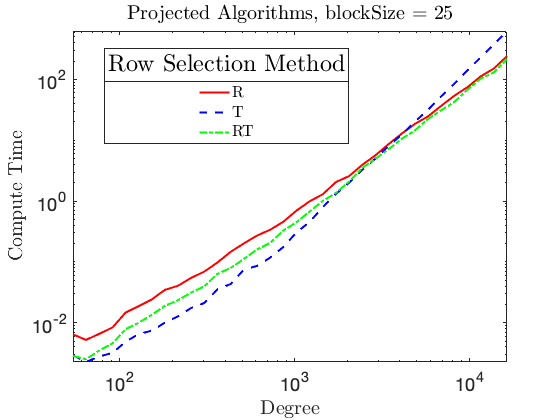 Projected Algorithms, blockSize = 25
Row Selection Method
R
T
RT
Compute Time
10^2
10^0
10^-2
10^2 10^3 10^4
Degree